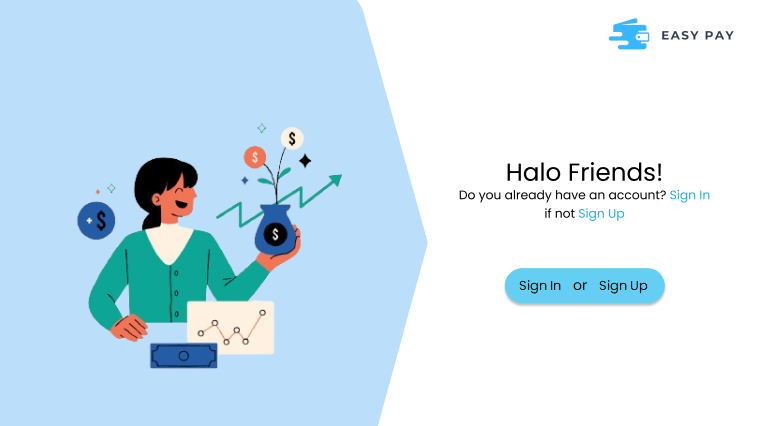 EASY PAY
Halo Friends!
Do you already have an account? Sign In
if not Sign Up
Sign In or Sign Up
$
$
+ $
$